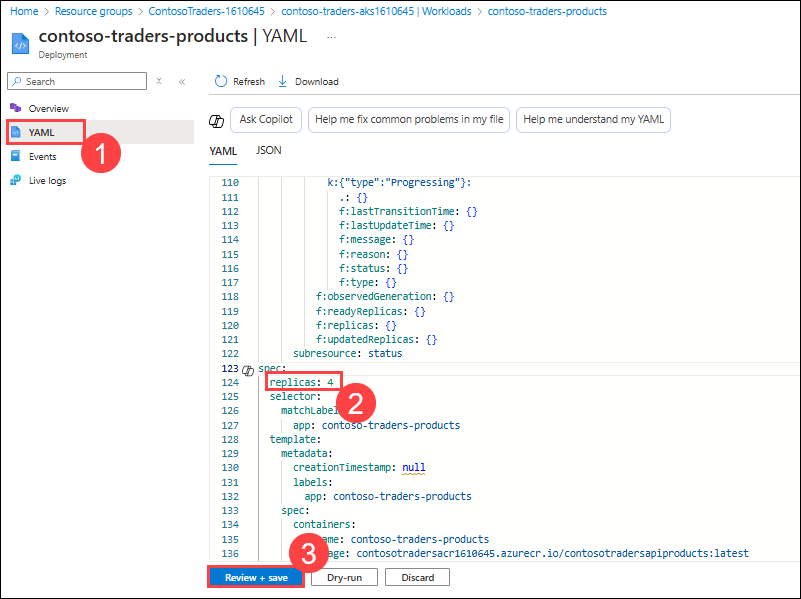 Home > Resource groups > ContosoTraders-1610645 > contoso-traders-aks1610645 | Workloads > contoso-traders-products
contoso-traders-products | YAML ...
Deployment
Search
Refresh Download
Overview
YAML
1
Events
Live logs
Ask Copilot Help me fix common problems in my file Help me understand my YAML
YAML JSON
110 k:{"type":"Progressing"}:
111 .: {}
112 f:lastTransitionTime: {}
113 f:lastUpdateTime: {}
114 f:message: {}
115 f:reason: {}
116 f:status: {}
117 f:type: {}
118 f:observedGeneration: {}
119 f:readyReplicas: {}
120 f:replicas: {}
121 f:updatedReplicas: {}
122 subresource: status
123 spec:
124 replicas: 4
2
125 selector:
126 matchLabel
127 app: contoso-traders-products
128 template:
129 metadata:
130 creationTimestamp: null
131 labels:
132 app: contoso-traders-products
133 spec:
134 containers:
135 ame: contoso-traders-products
136 age: contosotradersacr1610645.azurecr.io/contosotradersapiproducts:latest
3
Review + save Dry-run Discard